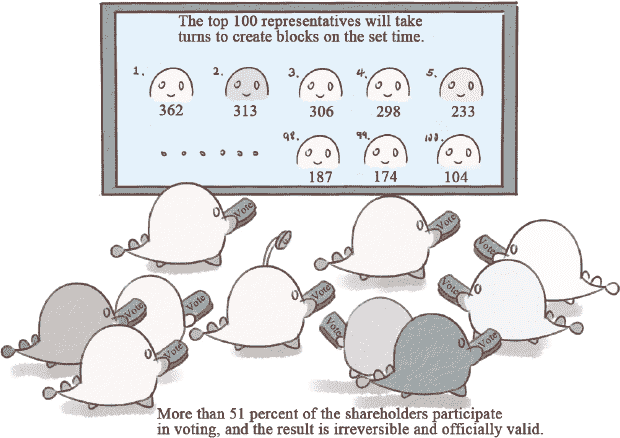 The top 100 representatives will take
turns to create blocks on the set time.
1. 2. 3. 4. 5.
362 313 306 298 233
98. 99. 100.
187 174 104
Vote
Vote
Vote
Vote
Vote
Vote
Vote
Vote
Vote
Vote
More than 51 percent of the shareholders participate
in voting, and the result is irreversible and officially valid.